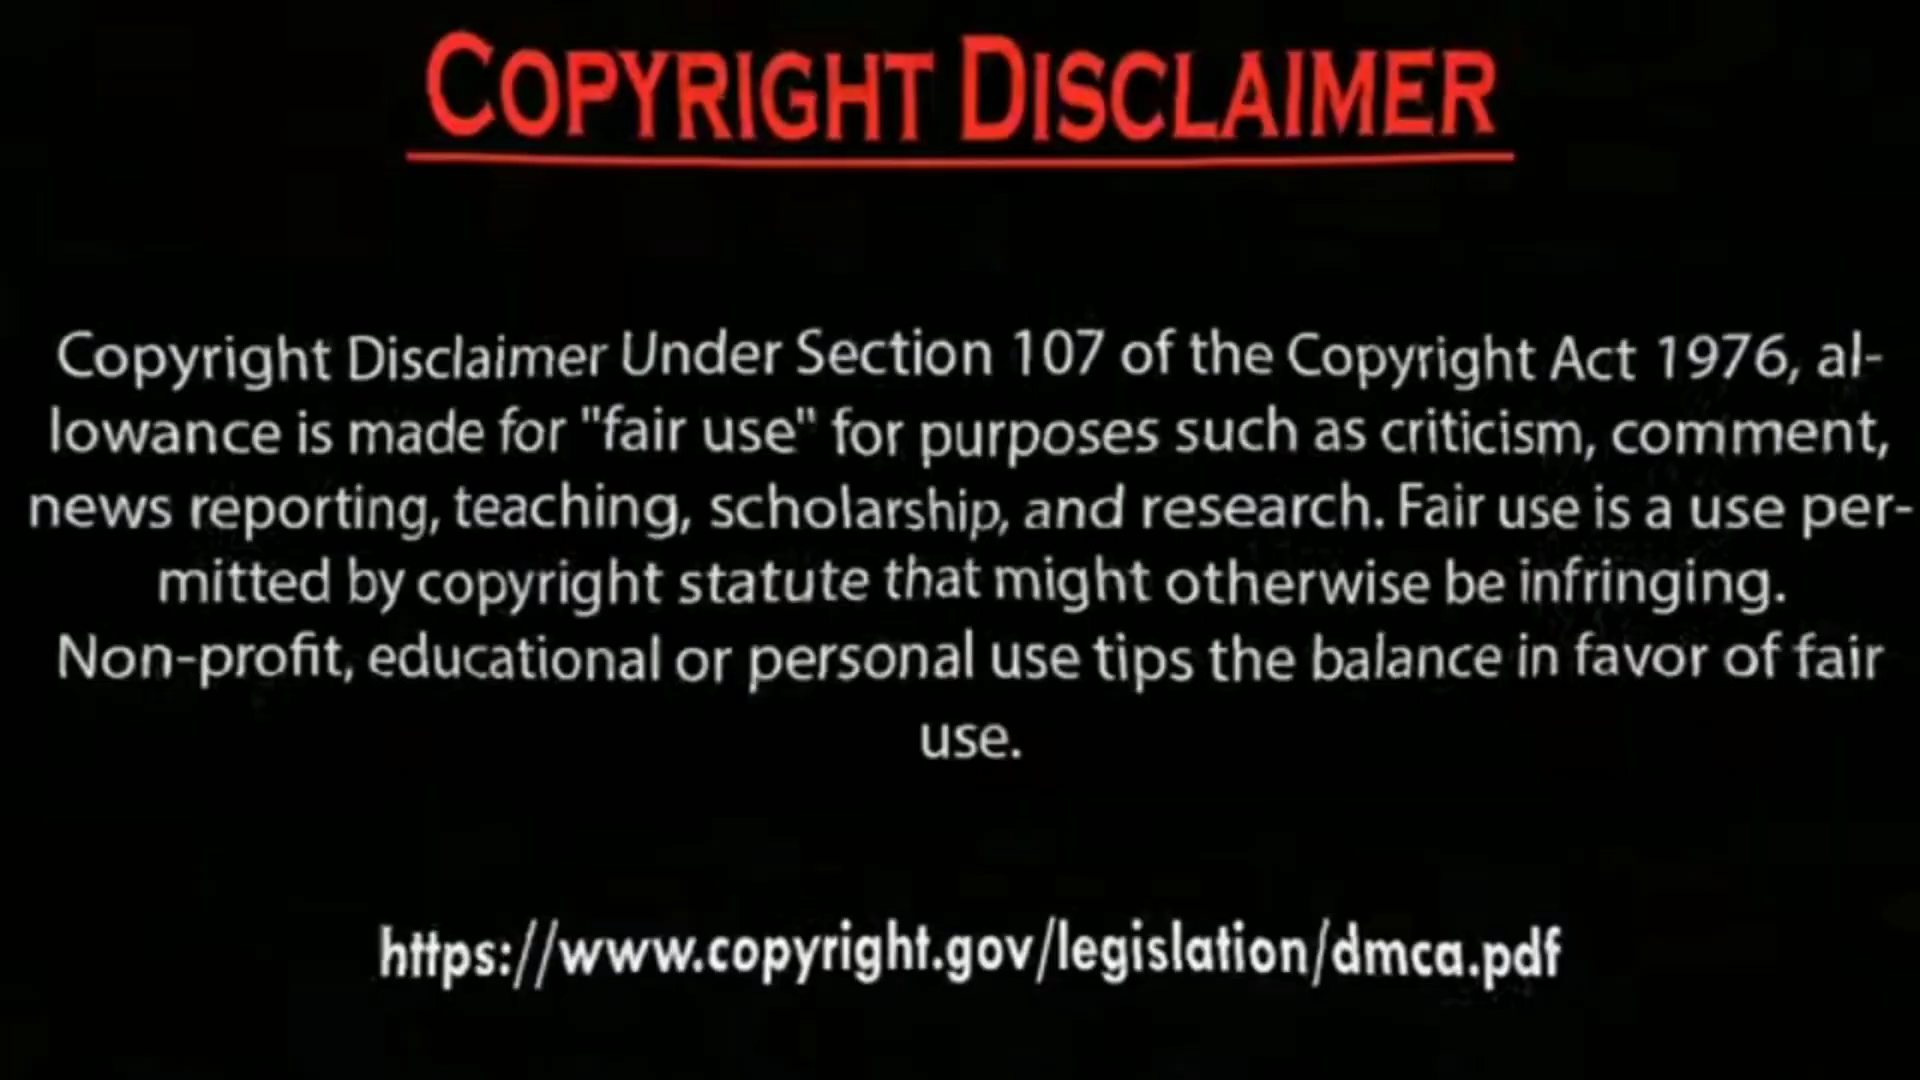 COPYRIGHT DISCLAIMER
Copyright Disclaimer Under Section 107 of the Copyright Act 1976, al-
lowance is made for "fair use" for purposes such as criticism, comment,
news reporting, teaching, scholarship, and research. Fair use is a use per-
mitted by copyright statute that might otherwise be infringing.
Non-profit, educational or personal use tips the balance in favor of fair
use.
https://www.copyright.gov/legislation/dmca.pdf